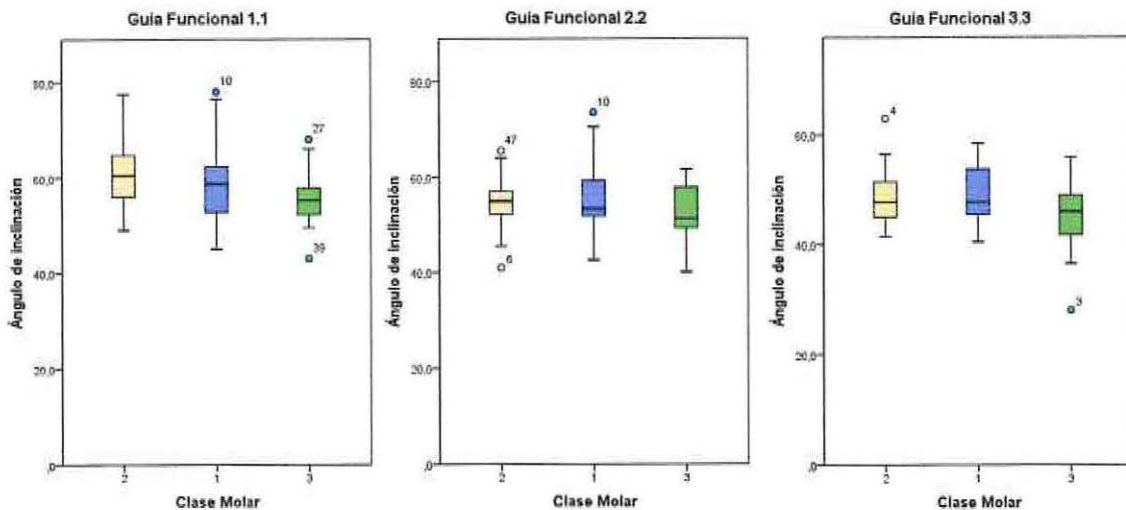 Guía Funcional 1.1
Ángulo de inclinación
80,0
60,0
40,0
20,0
,0
10
27
39
2 1 3
Clase Molar
Guía Funcional 2.2
Ángulo de inclinación
80,0
60,0
40,0
20,0
,0
47
6
10
2 1 3
Clase Molar
Guía Funcional 3.3
Ángulo de inclinación
60,0
40,0
20,0
,0
4
3
2 1 3
Clase Molar